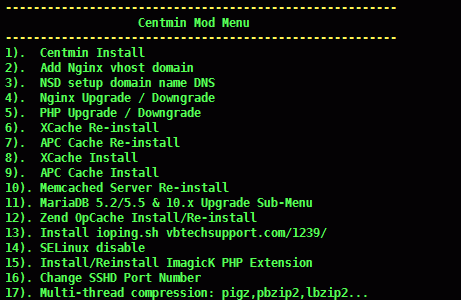 --------------------------------------------------------
Centmin Mod Menu
--------------------------------------------------------
1). Centmin Install
2). Add Nginx vhost domain
3). NSD setup domain name DNS
4). Nginx Upgrade / Downgrade
5). PHP Upgrade / Downgrade
6). XCache Re-install
7). APC Cache Re-install
8). XCache Install
9). APC Cache Install
10). Memcached Server Re-install
11). MariaDB 5.2/5.5 & 10.x Upgrade Sub-Menu
12). Zend OpCache Install/Re-install
13). Install ioping.sh vbtechsupport.com/1239/
14). SELinux disable
15). Install/Reinstall ImagicK PHP Extension
16). Change SSHD Port Number
17). Multi-thread compression: pigz,pbzip2,lbzip2...